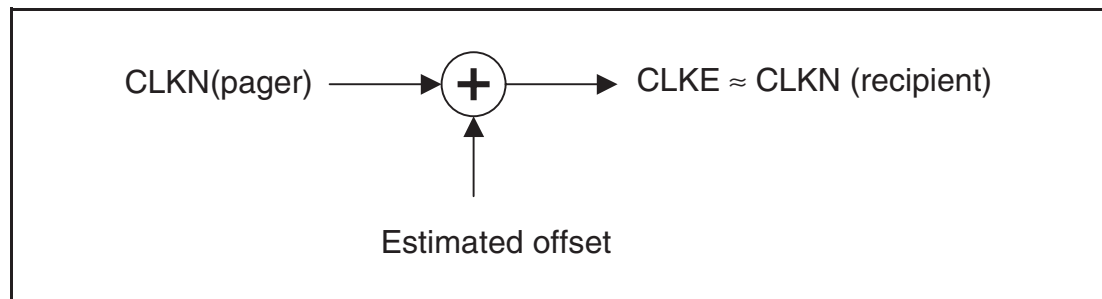 CLKN(pager) + CLKE ≈ CLKN (recipient)
Estimated offset